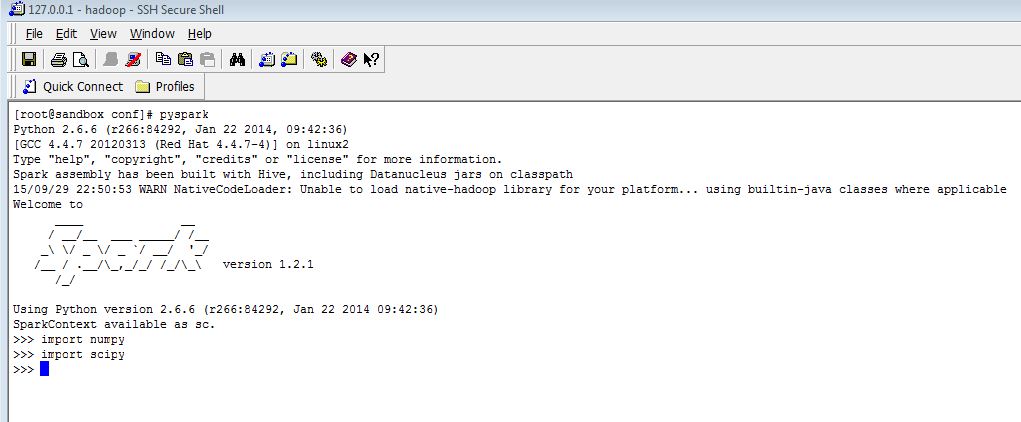 127.0.0.1 - hadoop - SSH Secure Shell
File Edit View Window Help
Quick Connect Profiles
[root@sandbox conf]# pyspark
Python 2.6.6 (r266:84292, Jan 22 2014, 09:42:36)
[GCC 4.4.7 20120313 (Red Hat 4.4.7-4)] on linux2
Type "help", "copyright", "credits" or "license" for more information.
Spark assembly has been built with Hive, including Datanucleus jars on classpath
15/09/29 22:50:53 WARN NativeCodeLoader: Unable to load native-hadoop library for your platform... using builtin-java classes where applicable
Welcome to
      ____              __
     / __/__  ___ _____/ /__
    _\ \/ _ \/ _ `/ __/  '_/
   /__ / .__/\_,_/_/ /_/\_\   version 1.2.1
      /_/
Using Python version 2.6.6 (r266:84292, Jan 22 2014 09:42:36)
SparkContext available as sc.
>>> import numpy
>>> import scipy
>>>